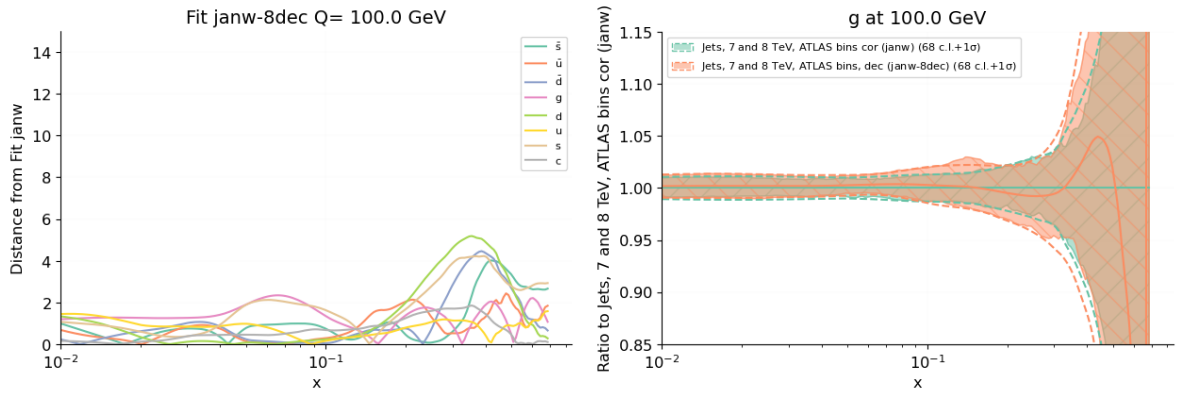 Fit janw-8dec Q= 100.0 GeV
Distance from Fit janw
14
12
10
8
6
4
2
0
10⁻²
10⁻¹
x
s̄
ū
d̄
g
d
u
s
c
g at 100.0 GeV
Ratio to Jets, 7 and 8 TeV, ATLAS bins cor (janw)
1.15
1.10
1.05
1.00
0.95
0.90
0.85
10⁻²
10⁻¹
x
Jets, 7 and 8 TeV, ATLAS bins cor (janw) (68 c.l.+1σ)
Jets, 7 and 8 TeV, ATLAS bins, dec (janw-8dec) (68 c.l.+1σ)